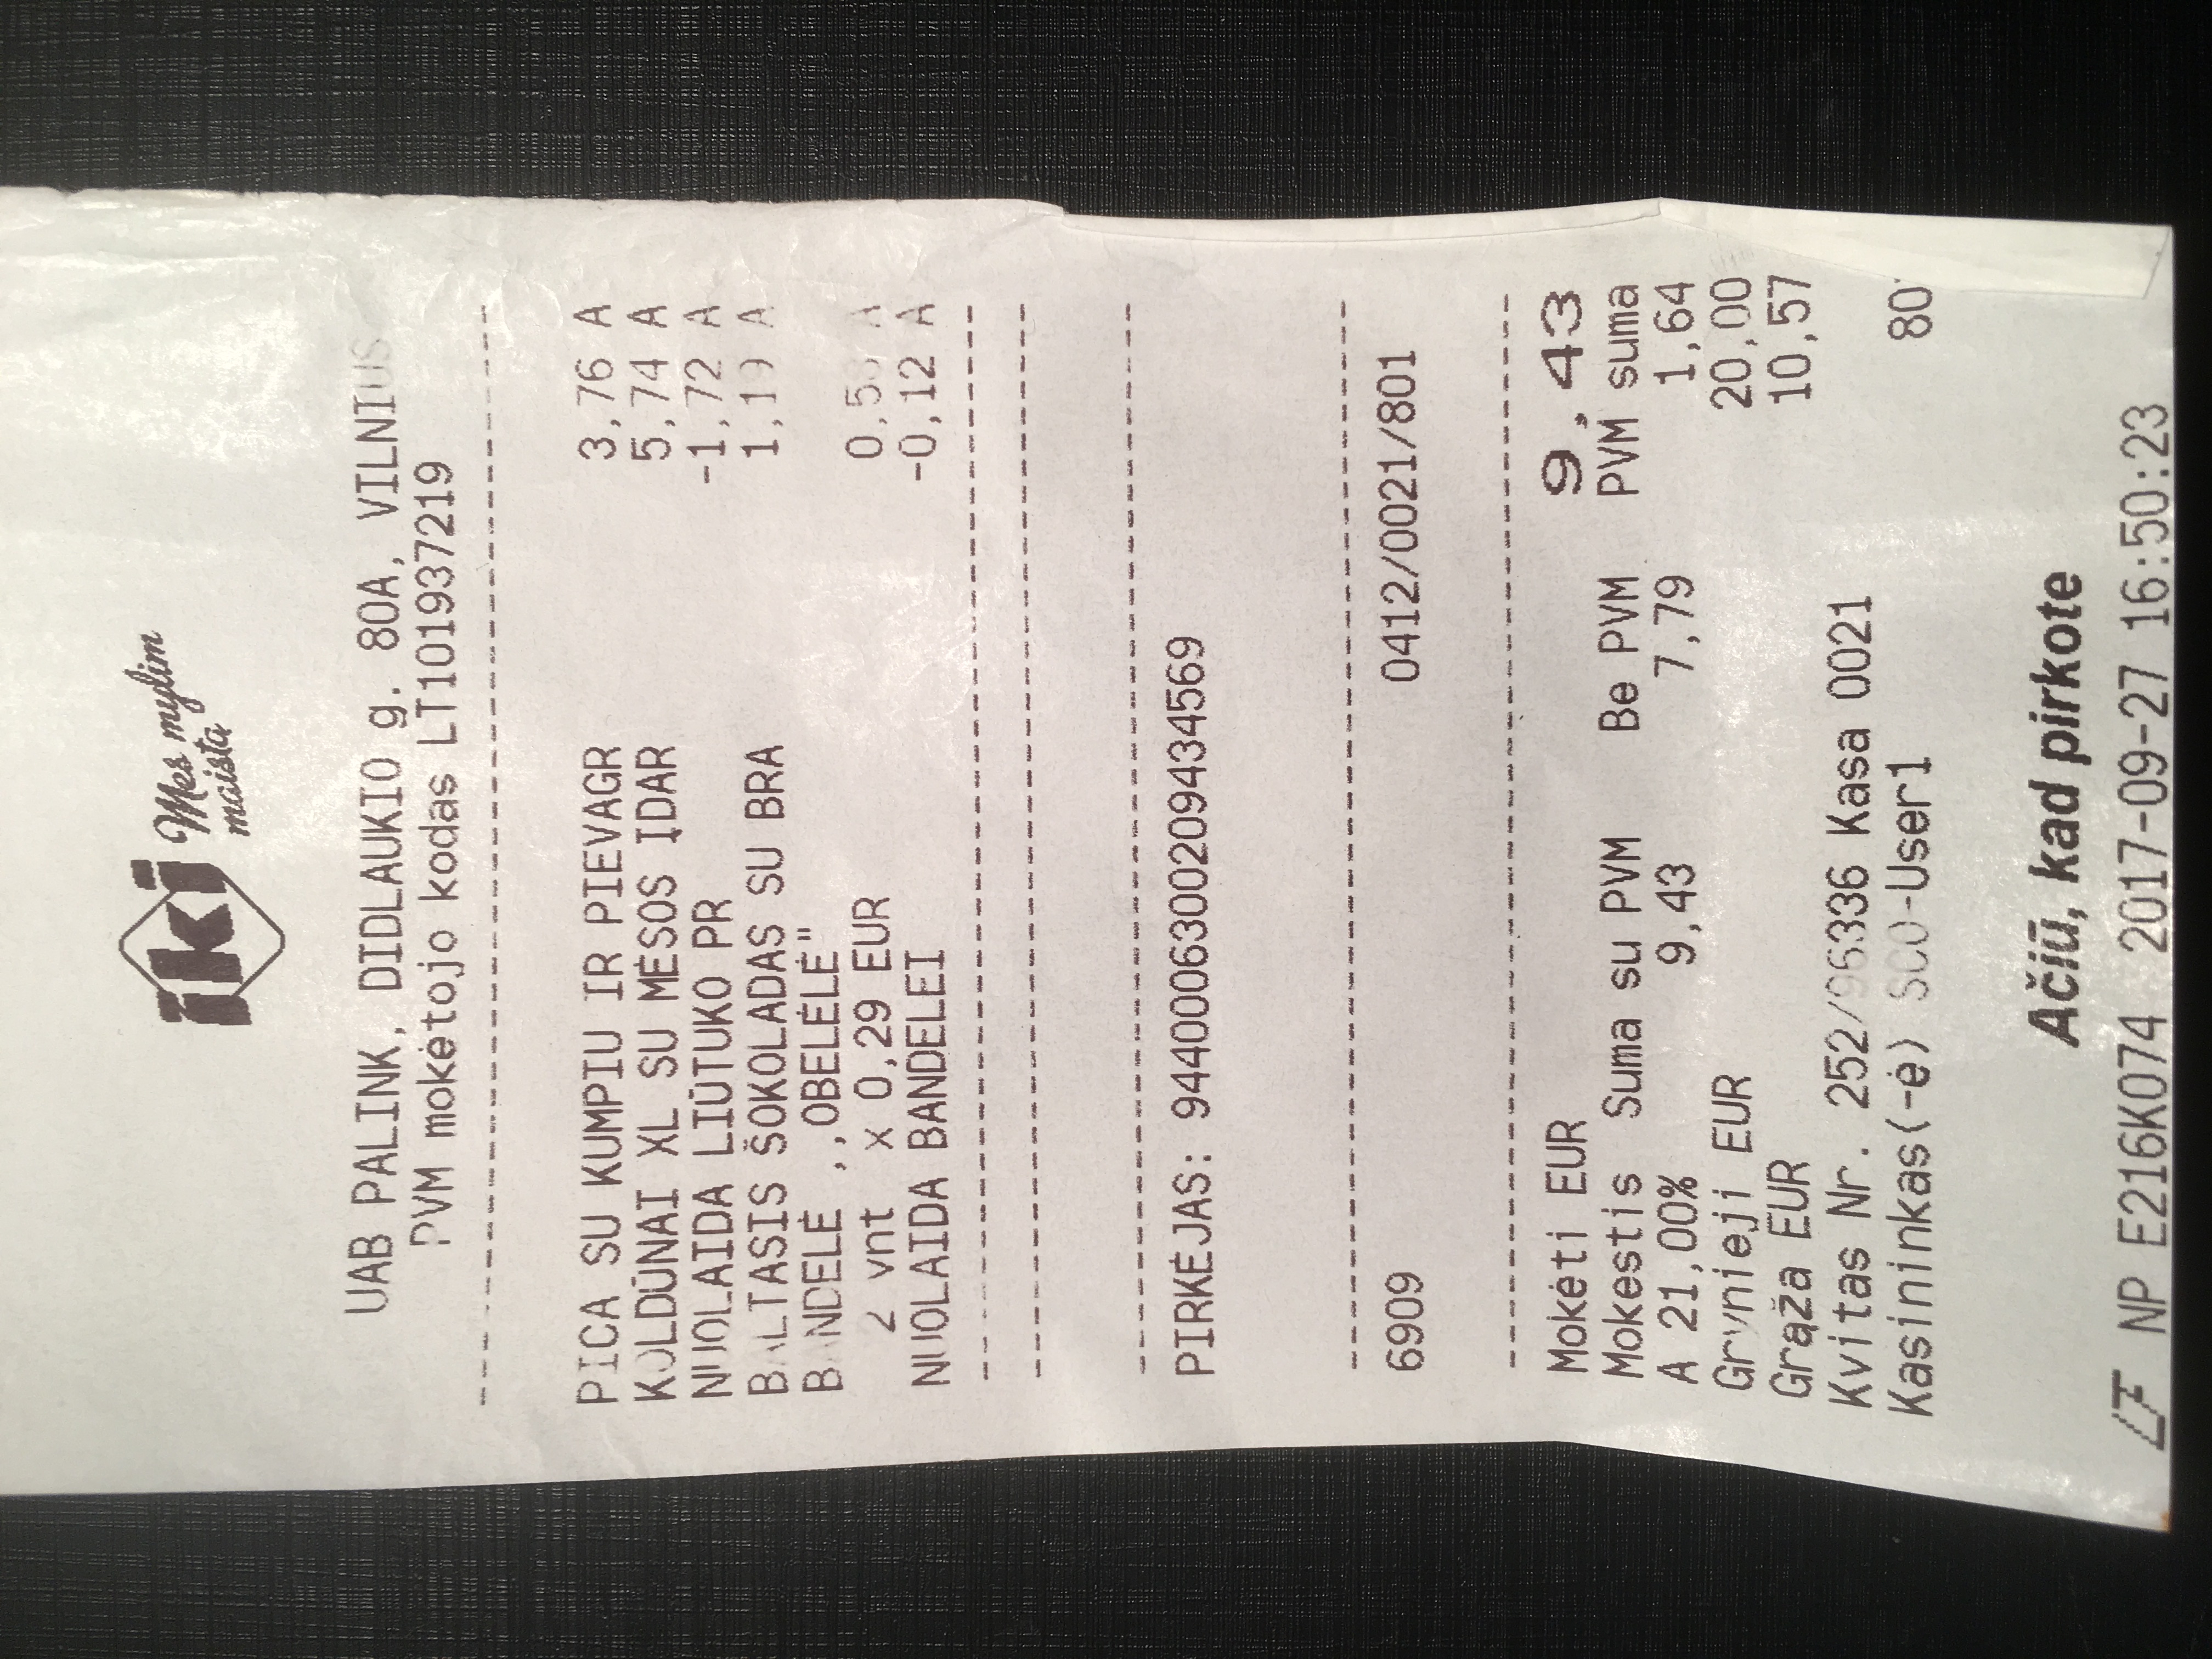 iki Mes mylim
maistą
UAB PALINK, DIDLAUKIO g. 80A, VILNIUS
PVM mokėtojo kodas LT101937219
PICA SU KUMPIU IR PIEVAGR 3,76 A
KOLDŪNAI XL SU MĖSOS ĮDAR 5,74 A
NUOLAIDA LIŪTUKO PR -1,72 A
BALTASIS ŠOKOLADAS SU BRA 1,19 A
BANDELĖ ,,OBELĖLĖ"
2 vnt x 0,29 EUR 0,58 A
NUOLAIDA BANDELEI -0,12 A
PIRKĖJAS: 9440006300209434569
6909 0412/0021/801
Mokėti EUR 9,43
Mokestis Suma su PVM Be PVM PVM suma
A 21,00% 9,43 7,79 1,64
Grynieji EUR 20,00
Grąža EUR 10,57
Kvitas Nr. 252/96336 Kasa 0021
Kasininkas(-ė) SCO-User1 80
Ačiū, kad pirkote
NP E216K074 2017-09-27 16:50:23